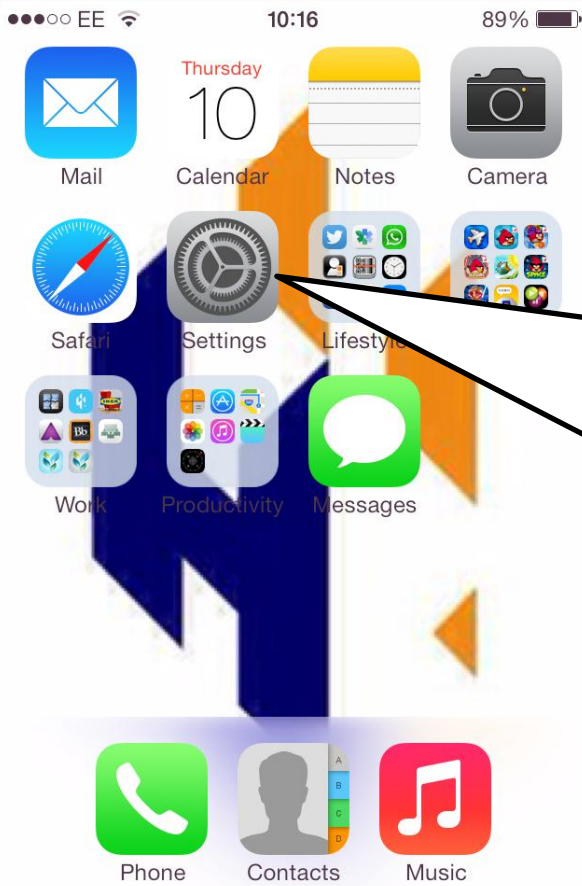 EE 10:16 89%
Thursday
10
Mail Calendar Notes Camera
Safari Settings Lifestyle
Bb
Work Productivity Messages
A
B
C
D
Phone Contacts Music